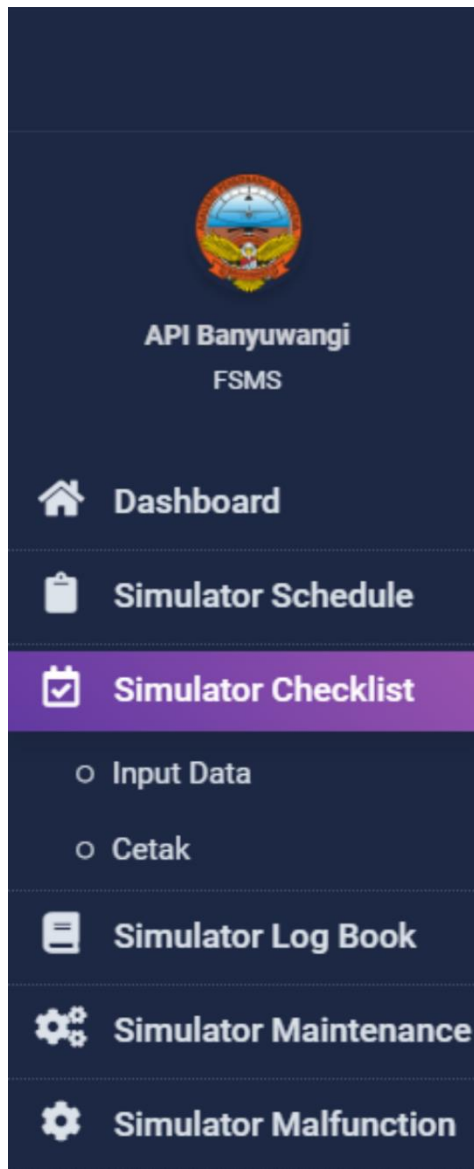 API Banyuwangi
FSMS
Dashboard
Simulator Schedule
Simulator Checklist
Input Data
Cetak
Simulator Log Book
Simulator Maintenance
Simulator Malfunction